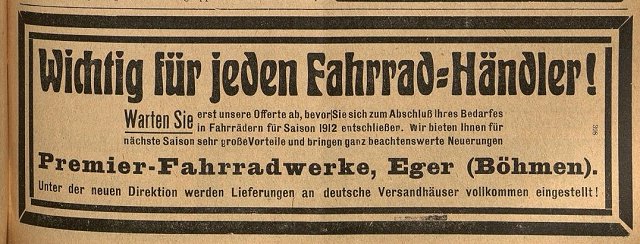 Wichtig für jeden Fahrrad=Händler!
Warten Sie erst unsere Offerte ab, bevor Sie sich zum Abschluß Ihres Bedarfes
in Fahrrädern für Saison 1912 entschließen. Wir bieten Ihnen für
nächste Saison sehr große Vorteile und bringen ganz beachtenswerte Neuerungen
Premier-Fahrradwerke, Eger (Böhmen).
Unter der neuen Direktion werden Lieferungen an deutsche Versandhäuser vollkommen eingestellt!